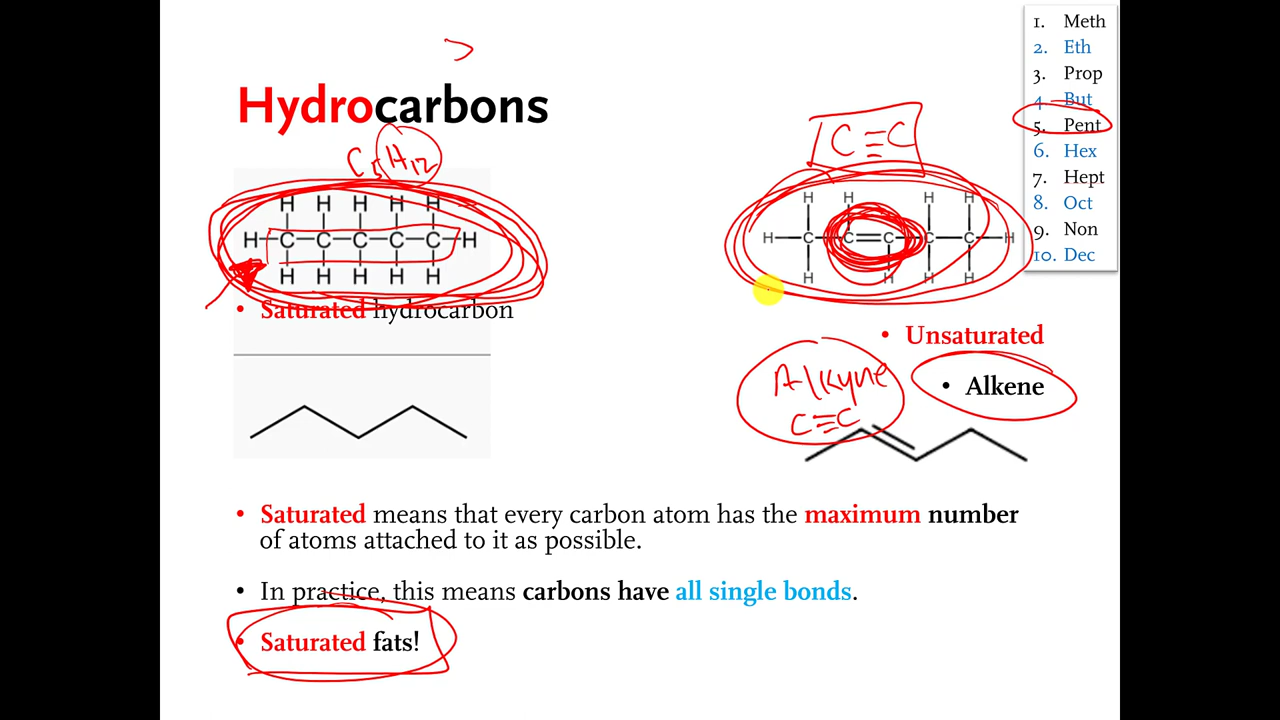 1. Meth
2. Eth
3. Prop
4. But
5. Pent
6. Hex
7. Hept
8. Oct
9. Non
10. Dec
Hydrocarbons
C5H12
H H H H H
H-C-C-C-C-C-H
H H H H H
• Saturated hydrocarbon
C≡C
H H H H
H-C-C=C-C-C-H
H H H H
• Unsaturated
• Alkene
Alkyne
C≡C
• Saturated means that every carbon atom has the maximum number
of atoms attached to it as possible.
• In practice, this means carbons have all single bonds.
• Saturated fats!